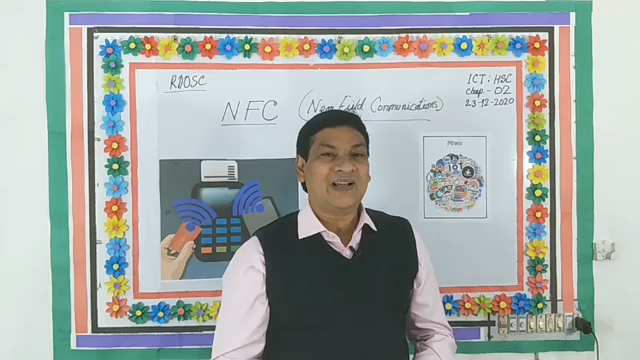 RDOSC
ICT: HSC
Chap - 02
23-12-2020
NFC (Near Field Communications)